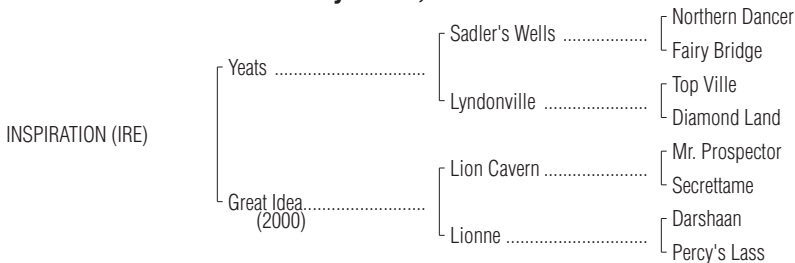 Northern Dancer
Sadler's Wells ..................
Fairy Bridge
Yeats ................................
Top Ville
Lyndonville ......................
Diamond Land
INSPIRATION (IRE)
Mr. Prospector
Lion Cavern .......................
Secrettame
Great Idea..........................
(2000)
Darshaan
Lionne ..............................
Percy's Lass